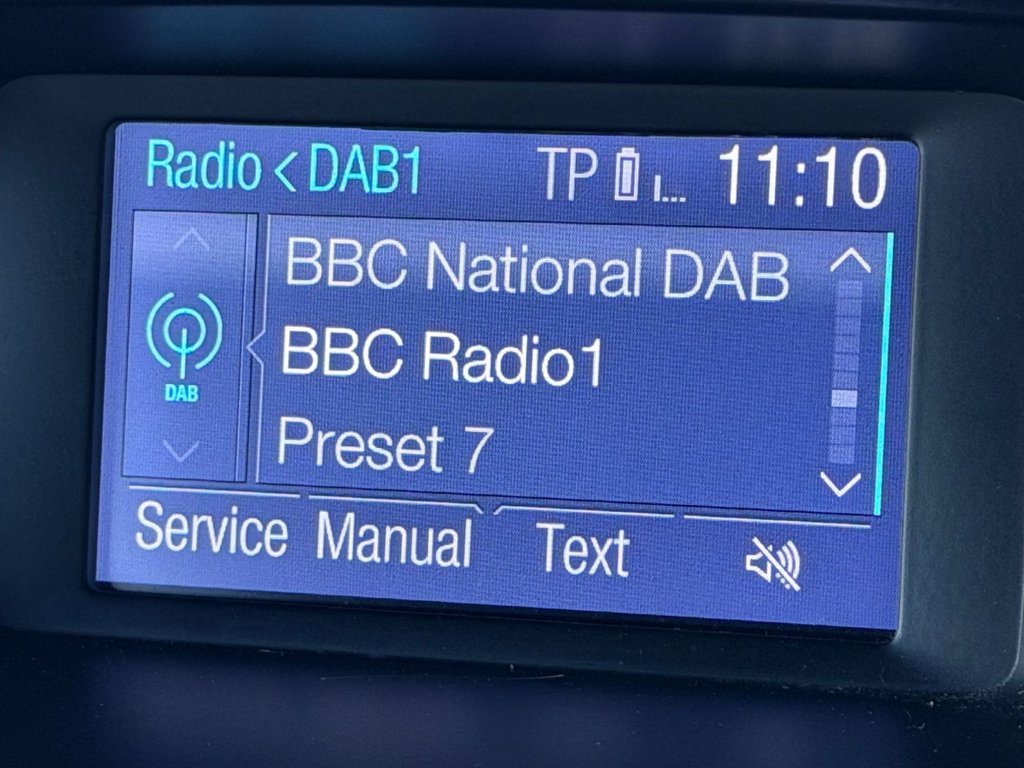 Radio < DAB1 TP 11:10
BBC National DAB
DAB
BBC Radio1
Preset 7
Service Manual Text